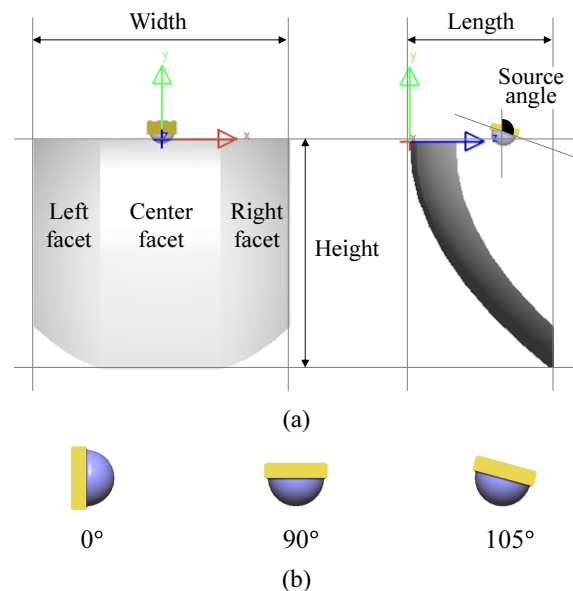 Width
Length
y
y
Source
angle
z
x
x
z
Left
facet
Center
facet
Right
facet
Height
(a)
0°
90°
105°
(b)